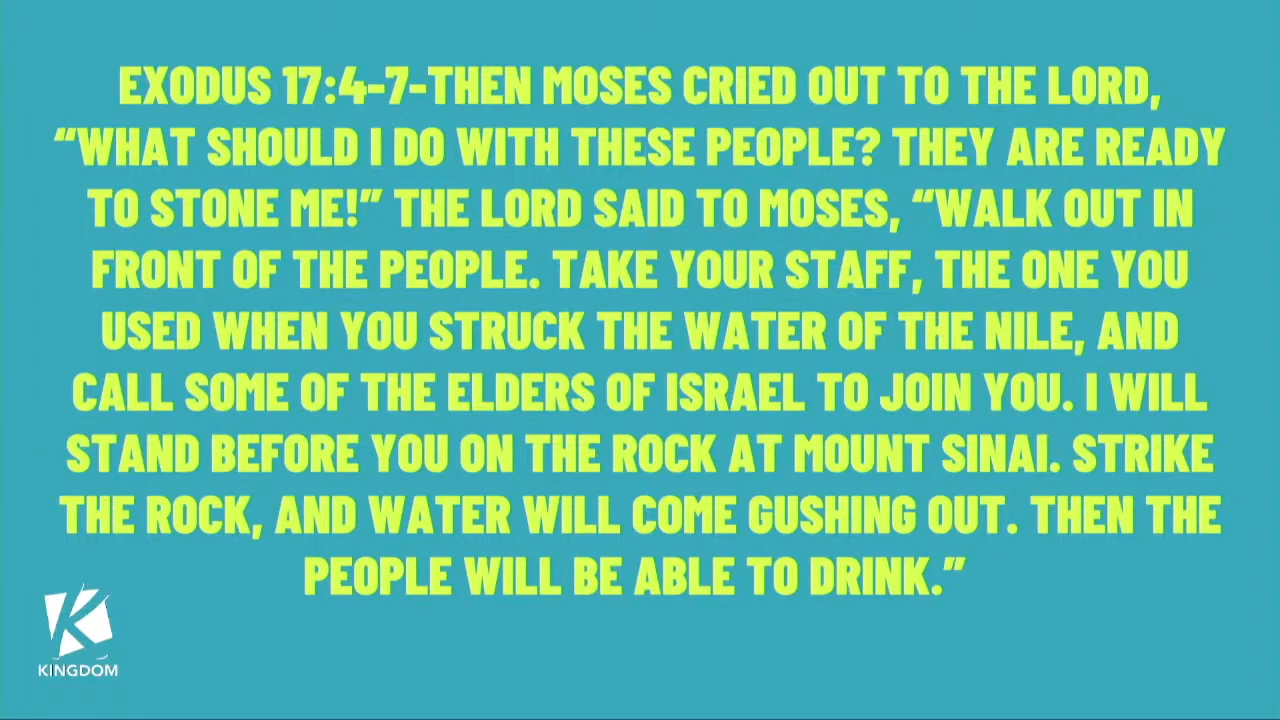 EXODUS 17:4-7-THEN MOSES CRIED OUT TO THE LORD,
“WHAT SHOULD I DO WITH THESE PEOPLE? THEY ARE READY
TO STONE ME!” THE LORD SAID TO MOSES, “WALK OUT IN
FRONT OF THE PEOPLE. TAKE YOUR STAFF, THE ONE YOU
USED WHEN YOU STRUCK THE WATER OF THE NILE, AND
CALL SOME OF THE ELDERS OF ISRAEL TO JOIN YOU. I WILL
STAND BEFORE YOU ON THE ROCK AT MOUNT SINAI. STRIKE
THE ROCK, AND WATER WILL COME GUSHING OUT. THEN THE
PEOPLE WILL BE ABLE TO DRINK.”
K
KINGDOM